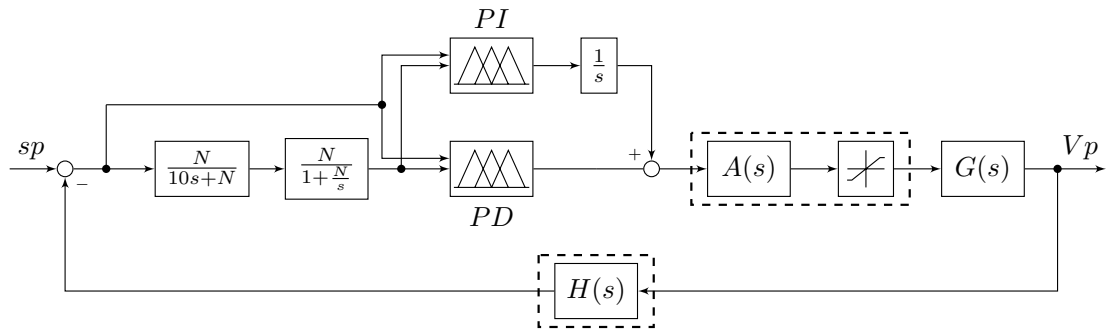 PI
1
s
sp
−
N
10s+N
N
1+N/s
PD
+
A(s)
G(s)
Vp
H(s)